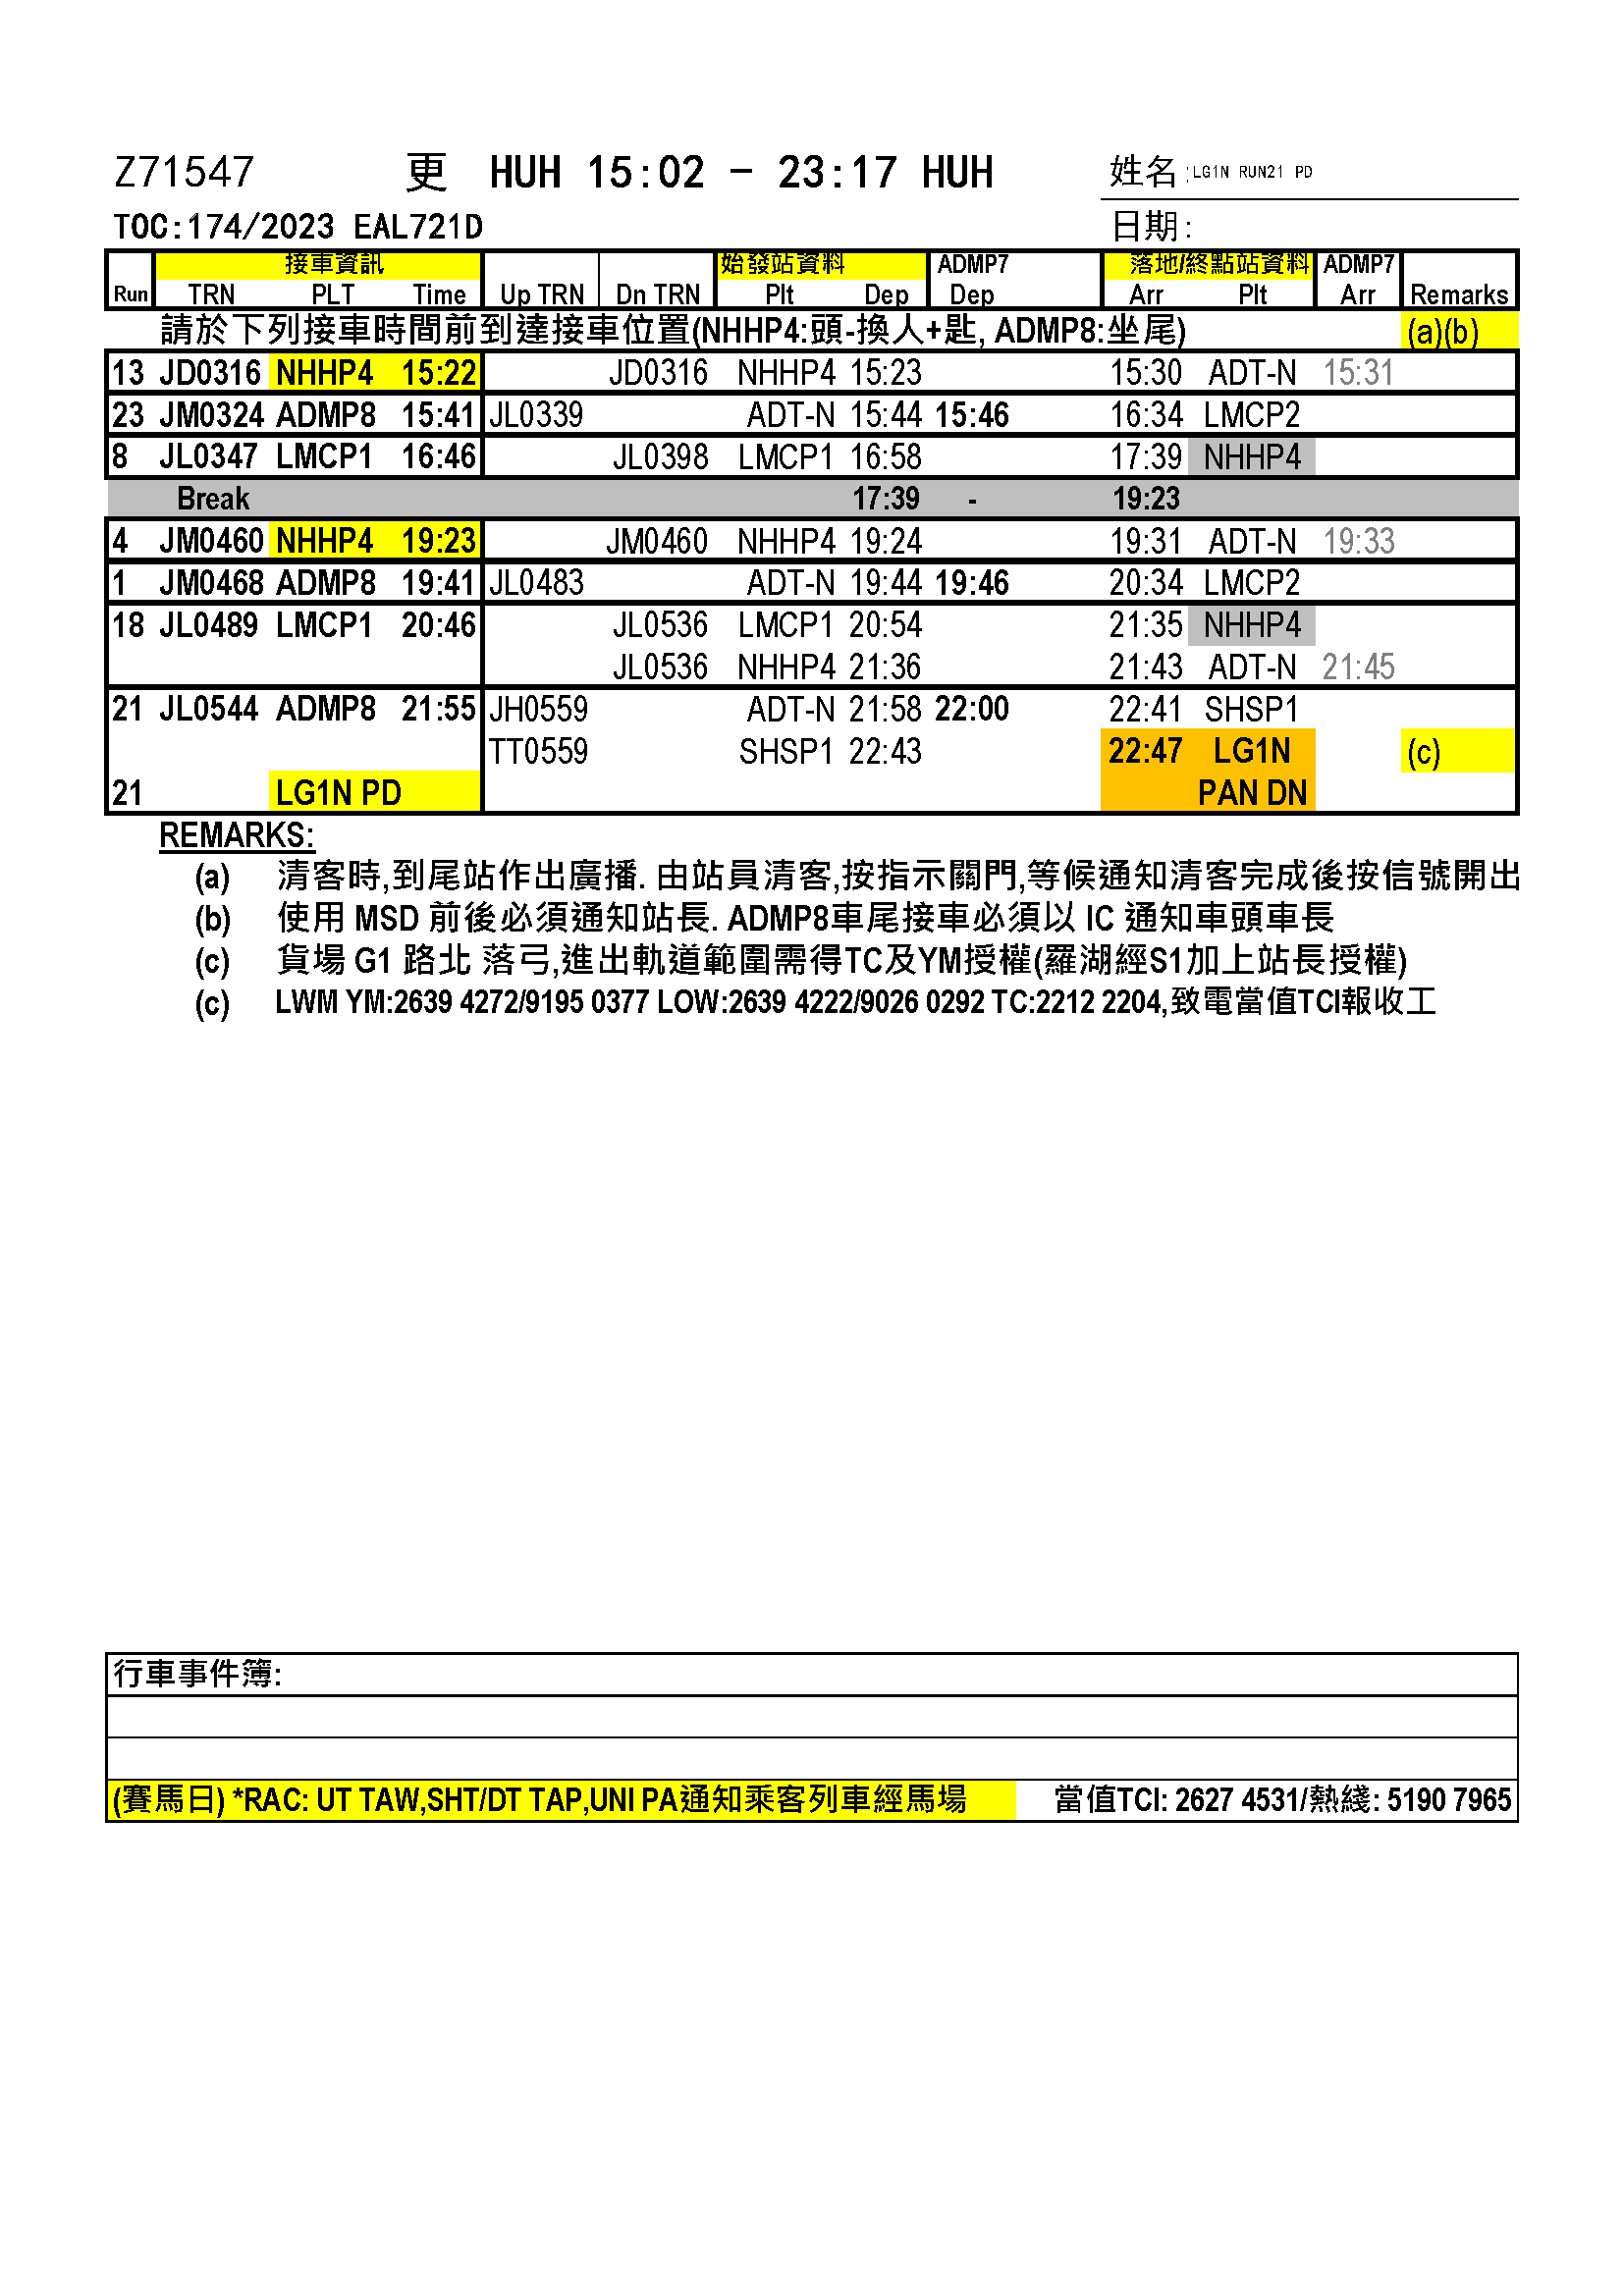 Z71547 更 HUH 15:02 - 23:17 HUH 姓名:LG1N RUN21 PD
TOC:174/2023 EAL721D 日期:
接車資訊 始發站資料 ADMP7 落地/終點站資料 ADMP7
Run TRN PLT Time Up TRN Dn TRN Plt Dep Dep Arr Plt Arr Remarks
請於下列接車時間前到達接車位置(NHHP4:頭-換人+匙, ADMP8:坐尾) (a)(b)
13 JD0316 NHHP4 15:22 JD0316 NHHP4 15:23 15:30 ADT-N 15:31
23 JM0324 ADMP8 15:41 JL0339 ADT-N 15:44 15:46 16:34 LMCP2
8 JL0347 LMCP1 16:46 JL0398 LMCP1 16:58 17:39 NHHP4
Break 17:39 - 19:23
4 JM0460 NHHP4 19:23 JM0460 NHHP4 19:24 19:31 ADT-N 19:33
1 JM0468 ADMP8 19:41 JL0483 ADT-N 19:44 19:46 20:34 LMCP2
18 JL0489 LMCP1 20:46 JL0536 LMCP1 20:54 21:35 NHHP4
JL0536 NHHP4 21:36 21:43 ADT-N 21:45
21 JL0544 ADMP8 21:55 JH0559 ADT-N 21:58 22:00 22:41 SHSP1
TT0559 SHSP1 22:43 22:47 LG1N (c)
21 LG1N PD PAN DN
REMARKS:
(a) 清客時,到尾站作出廣播. 由站員清客,按指示關門,等候通知清客完成後按信號開出
(b) 使用 MSD 前後必須通知站長. ADMP8車尾接車必須以 IC 通知車頭車長
(c) 貨場 G1 路北 落弓,進出軌道範圍需得TC及YM授權(羅湖經S1加上站長授權)
(c) LWM YM:2639 4272/9195 0377 LOW:2639 4222/9026 0292 TC:2212 2204,致電當值TCI報收工
行車事件簿:
(賽馬日) *RAC: UT TAW,SHT/DT TAP,UNI PA通知乘客列車經馬場 當值TCI: 2627 4531/熱綫: 5190 7965